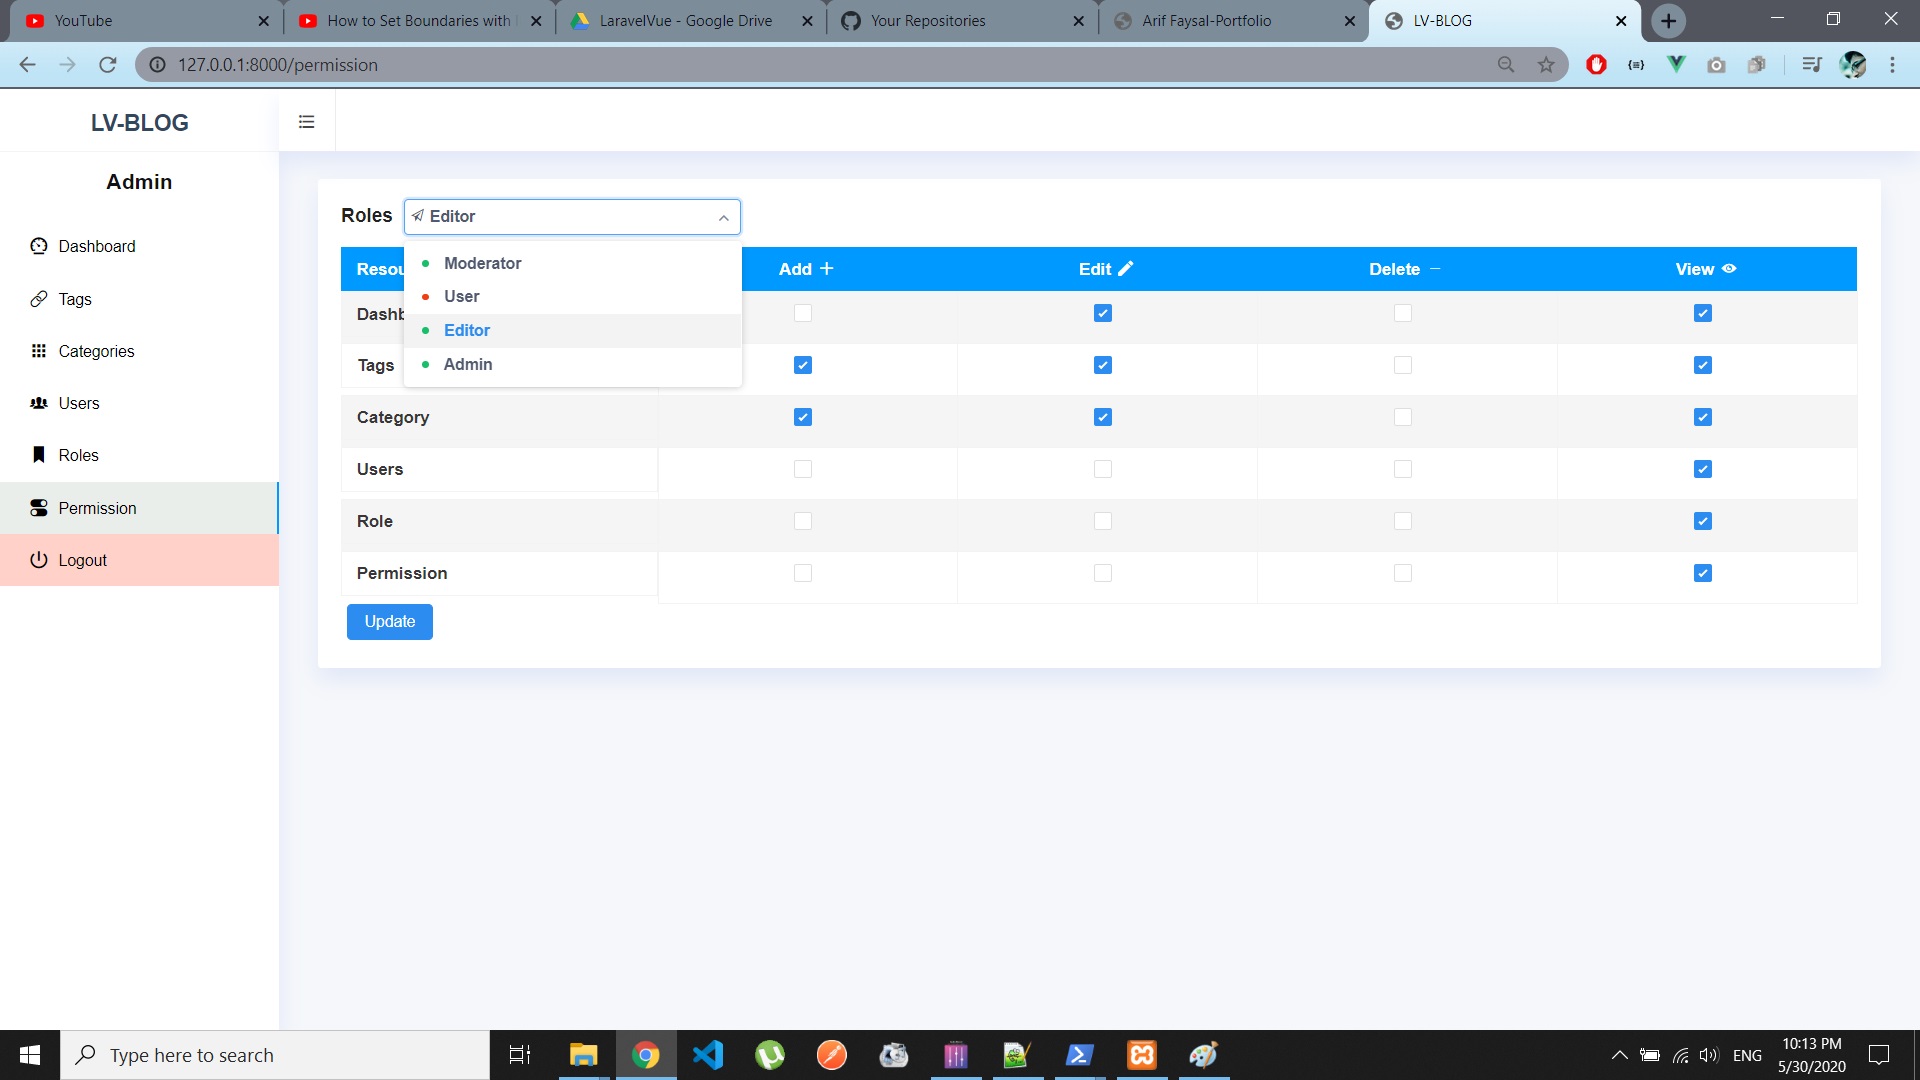 YouTube
How to Set Boundaries with
LaravelVue - Google Drive
Your Repositories
Arif Faysal-Portfolio
LV-BLOG
127.0.0.1:8000/permission
LV-BLOG
Admin
Dashboard
Tags
Categories
Users
Roles
Permission
Logout
Roles Editor
Moderator
User
Editor
Admin
Resou Add Edit Delete View
Dashb
Tags
Category
Users
Role
Permission
Update
Type here to search
ENG
10:13 PM
5/30/2020